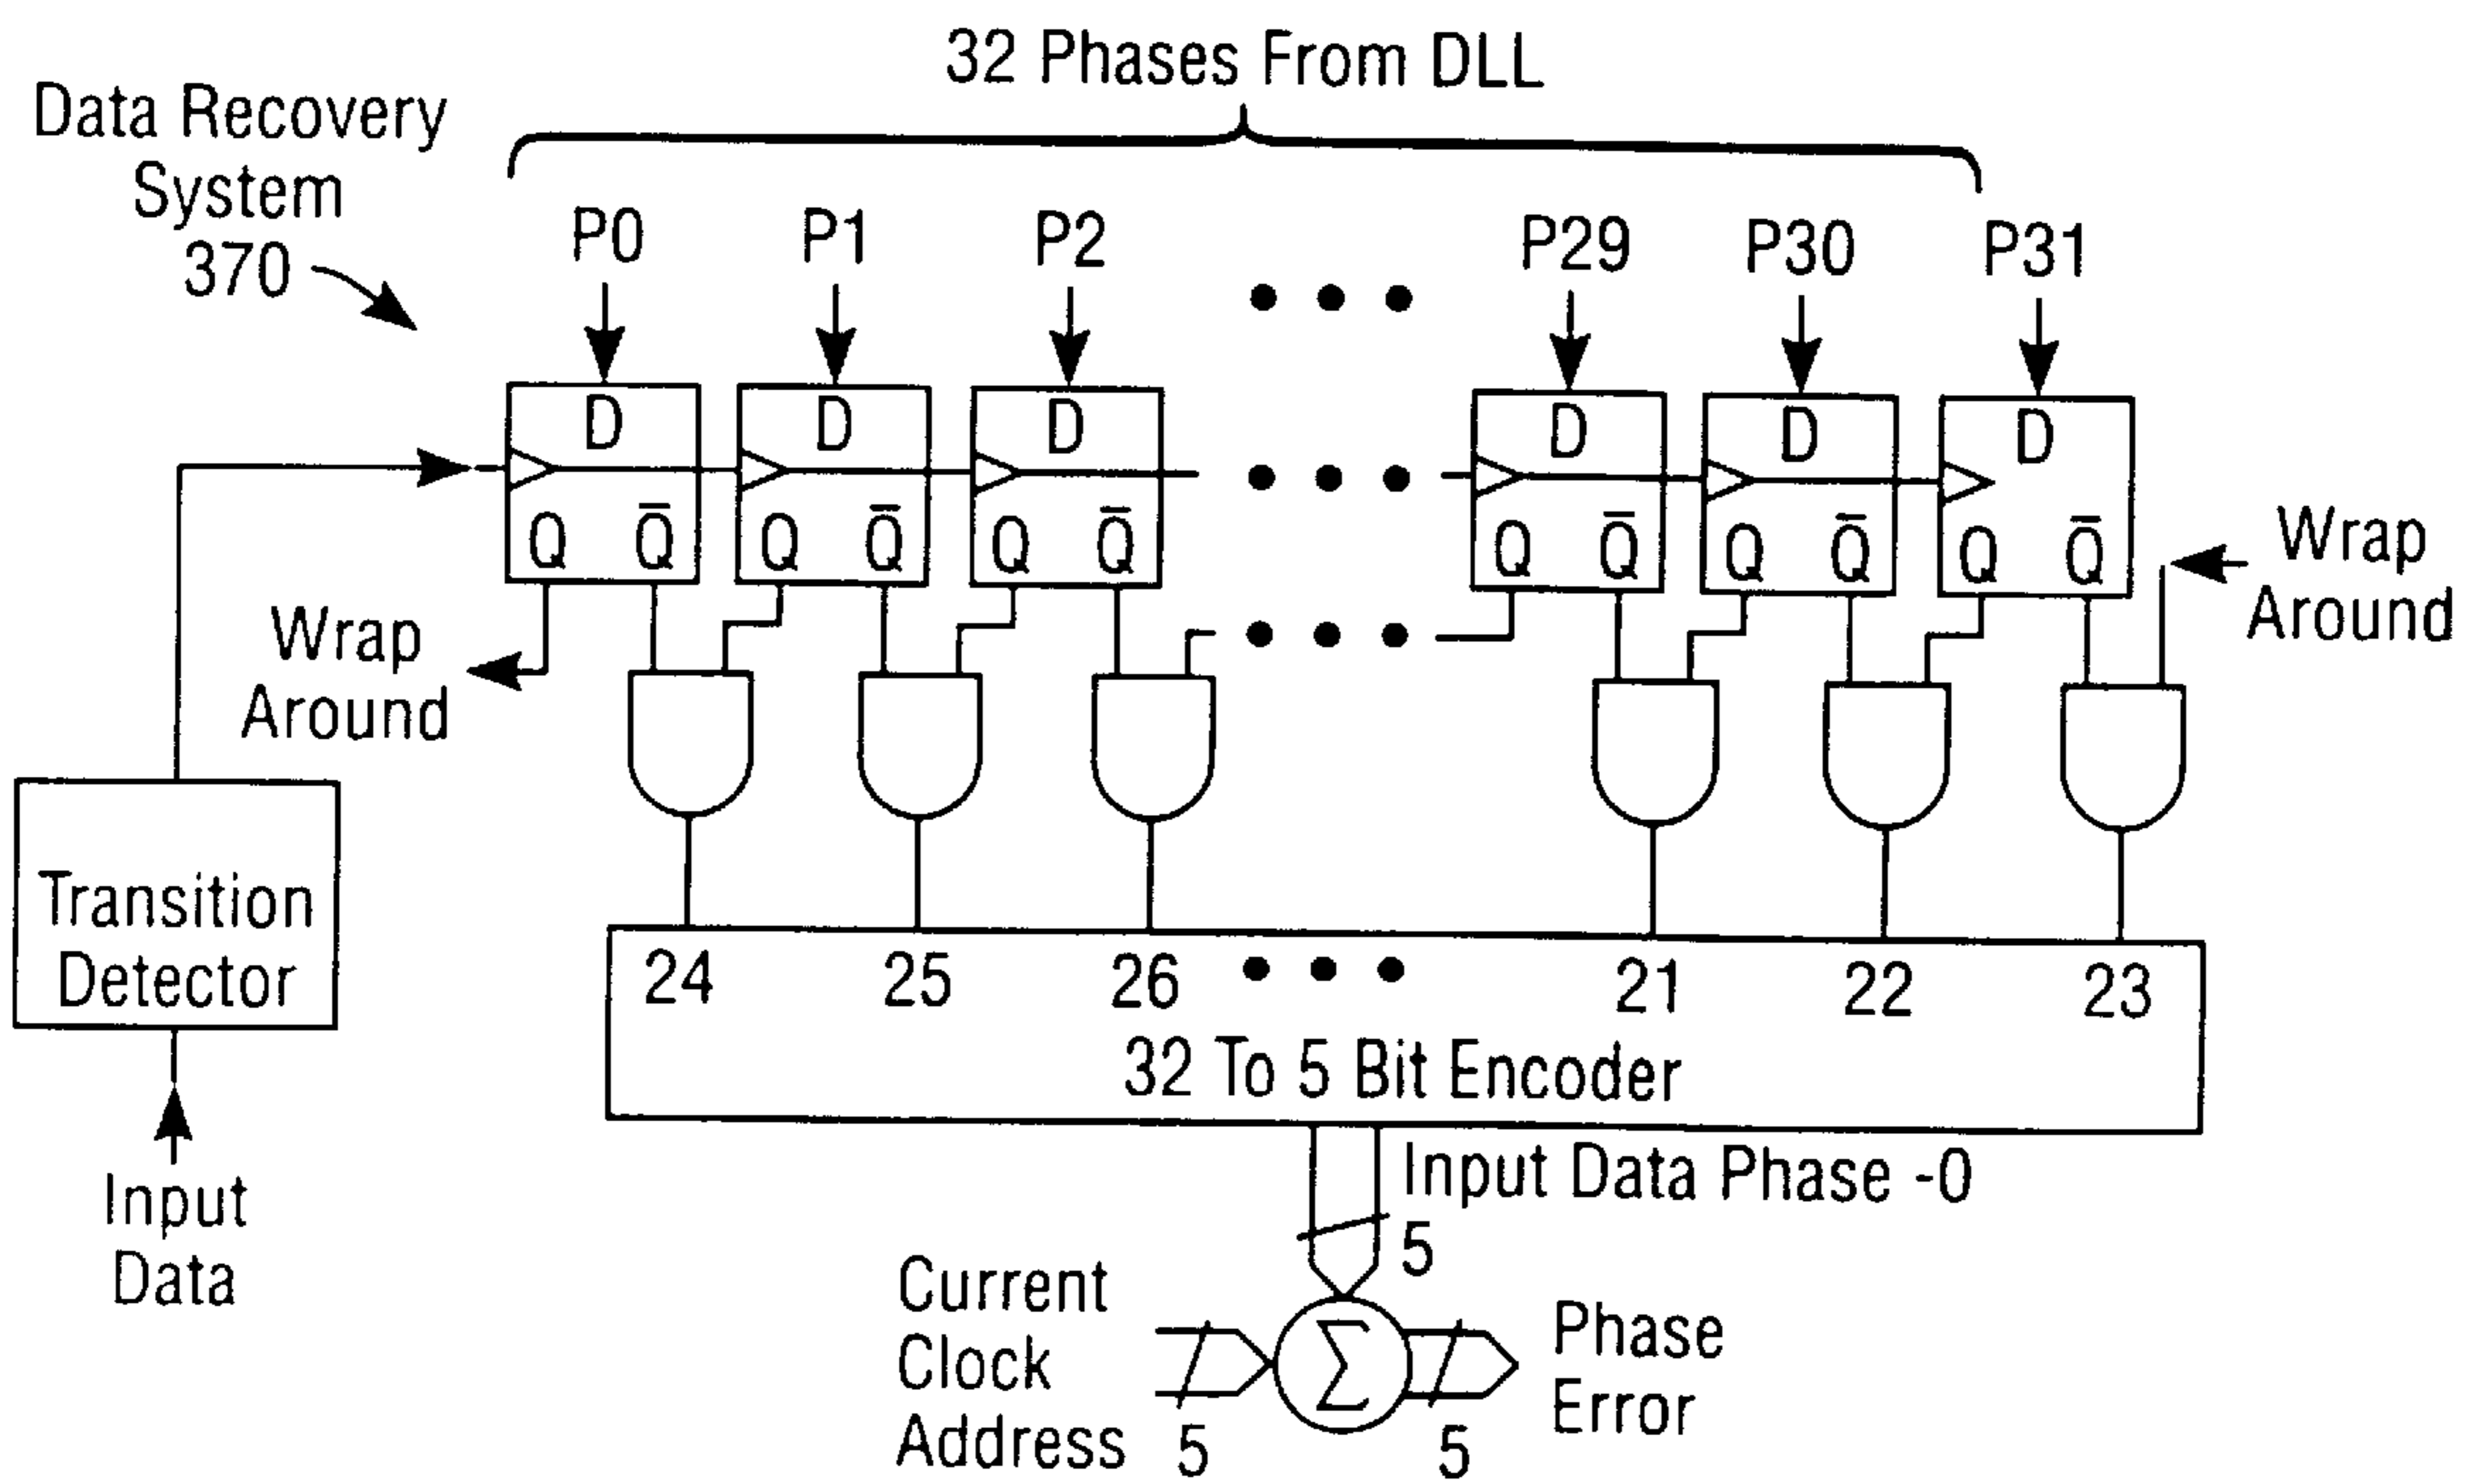 32 Phases From DLL
Data Recovery
System
370
P0 P1 P2 P29 P30 P31
D D D D D D
Q Q̅ Q Q̅ Q Q̅ Q Q̅ Q Q̅ Q Q̅
Wrap
Around
Wrap
Around
Transition
Detector
Input
Data
24 25 26 21 22 23
32 To 5 Bit Encoder
Input Data Phase -0
5
Current
Clock
Address
5
Σ
5
Phase
Error